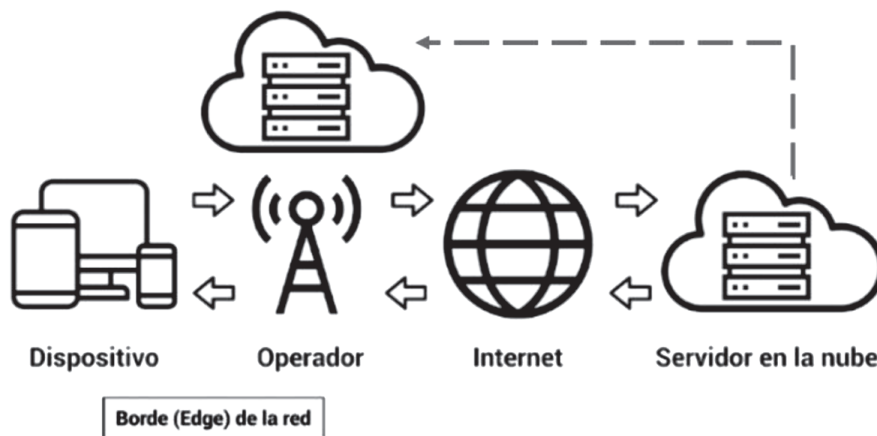 Dispositivo
Operador
Internet
Servidor en la nube
Borde (Edge) de la red